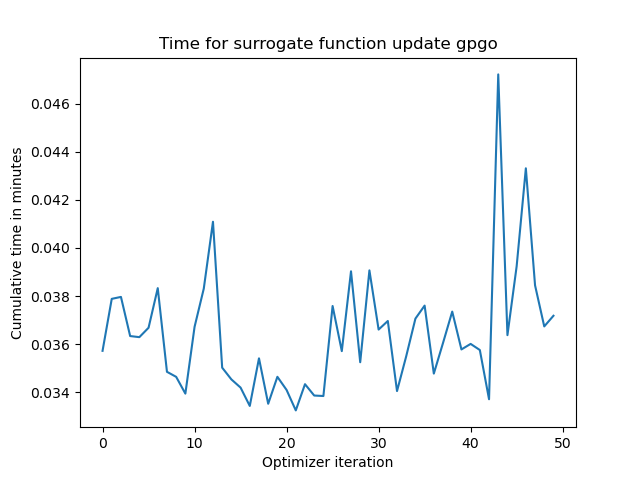 Time for surrogate function update gpgo
0.046
0.044
0.042
0.040
0.038
0.036
0.034
Cumulative time in minutes
0 10 20 30 40 50
Optimizer iteration